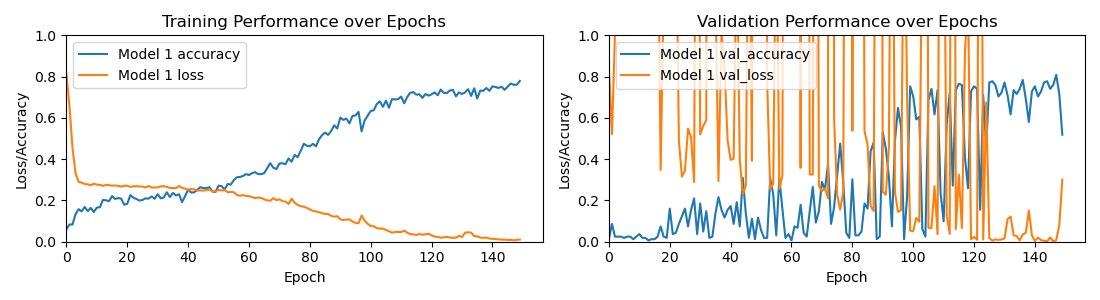 Training Performance over Epochs
1.0
0.8
0.6
0.4
0.2
0.0
Loss/Accuracy
Model 1 accuracy
Model 1 loss
0 20 40 60 80 100 120 140
Epoch
Validation Performance over Epochs
1.0
0.8
0.6
0.4
0.2
0.0
Loss/Accuracy
Model 1 val_accuracy
Model 1 val_loss
0 20 40 60 80 100 120 140
Epoch